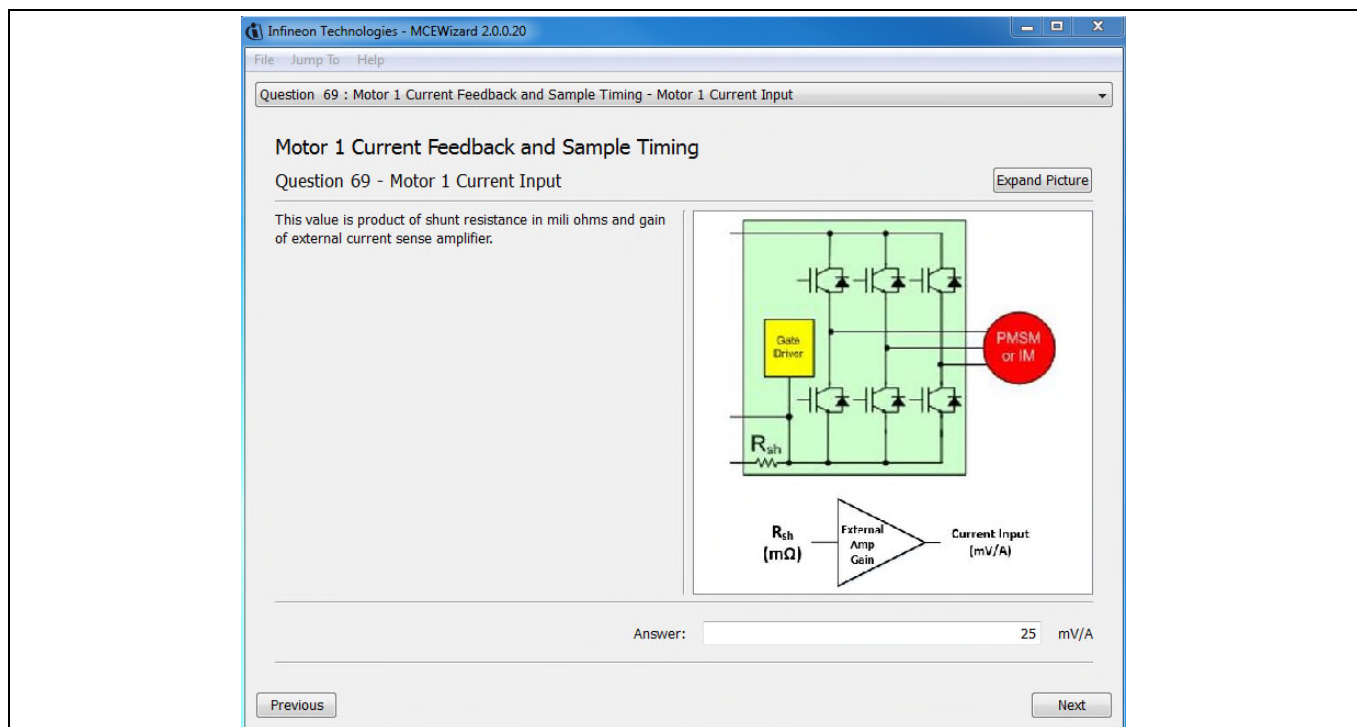 Infineon Technologies - MCEWizard 2.0.0.20
File Jump To Help
Question 69 : Motor 1 Current Feedback and Sample Timing - Motor 1 Current Input
Motor 1 Current Feedback and Sample Timing
Question 69 - Motor 1 Current Input
Expand Picture
This value is product of shunt resistance in mili ohms and gain
of external current sense amplifier.
Gate
Driver
PMSM
or IM
Rsh
Rsh
(mΩ)
External
Amp
Gain
Current Input
(mV/A)
Answer: 25 mV/A
Previous
Next